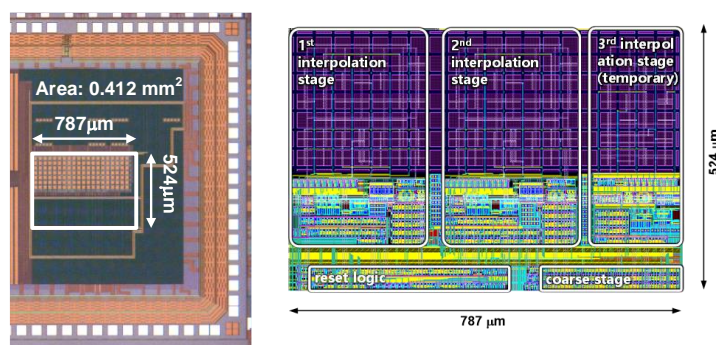 Area: 0.412 mm²
787μm
524μm
1st
interpolation
stage
2nd
interpolation
stage
3rd interpol
ation stage
(temporary)
524 μm
reset logic
coarse stage
787 μm